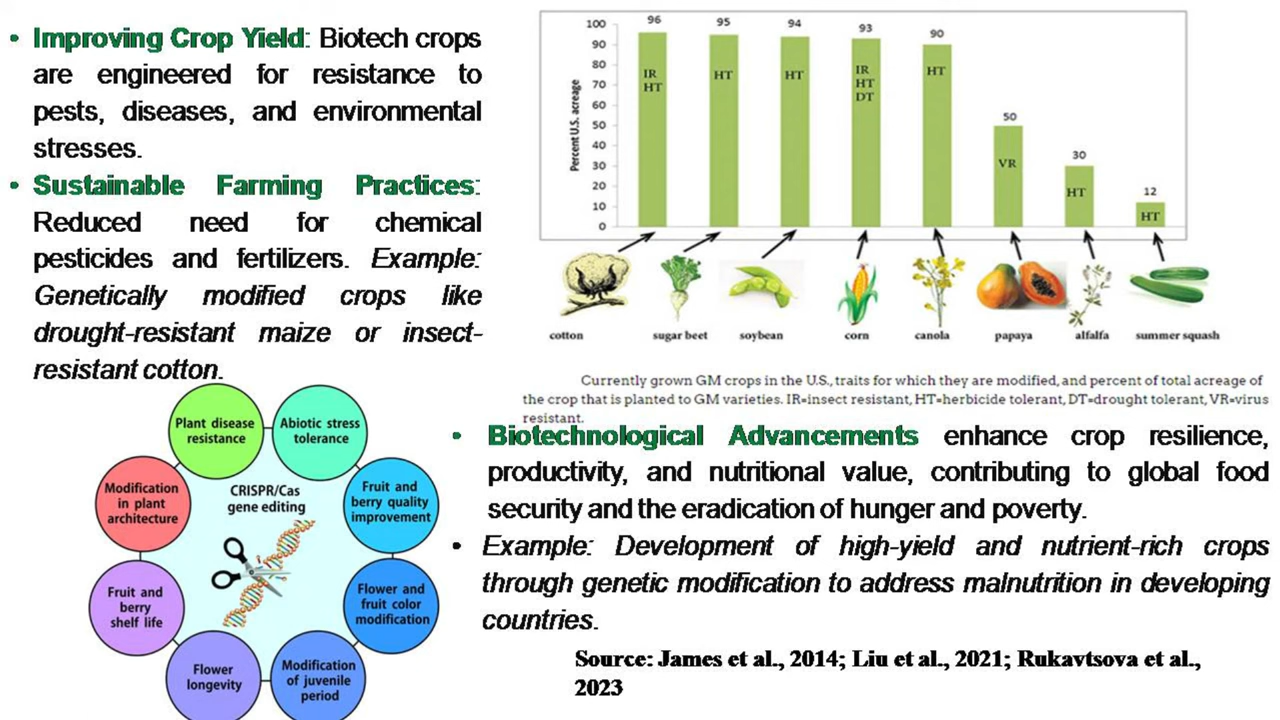 • Improving Crop Yield: Biotech crops
are engineered for resistance to
pests, diseases, and environmental
stresses.
• Sustainable Farming Practices:
Reduced need for chemical
pesticides and fertilizers. Example:
Genetically modified crops like
drought-resistant maize or insect-
resistant cotton.
Percent U.S. acreage
100
90
80
70
60
50
40
30
20
10
0
96
95
94
93
90
50
30
12
IR
HT
HT
HT
IR
HT
DT
HT
VR
HT
HT
cotton
sugar beet
soybean
corn
canola
papaya
alfalfa
summer squash
Currently grown GM crops in the U.S., traits for which they are modified, and percent of total acreage of
the crop that is planted to GM varieties. IR=insect resistant, HT=herbicide tolerant, DT=drought tolerant, VR=virus
resistant.
Plant disease
resistance
Abiotic stress
tolerance
Modification
in plant
architecture
CRISPR/Cas
gene editing
Fruit and
berry quality
improvement
Fruit and
berry
shelf life
Flower and
fruit color
modification
Flower
longevity
Modification
of juvenile
period
• Biotechnological Advancements enhance crop resilience,
productivity, and nutritional value, contributing to global food
security and the eradication of hunger and poverty.
• Example: Development of high-yield and nutrient-rich crops
through genetic modification to address malnutrition in developing
countries.
Source: James et al., 2014; Liu et al., 2021; Rukavtsova et al.,
2023